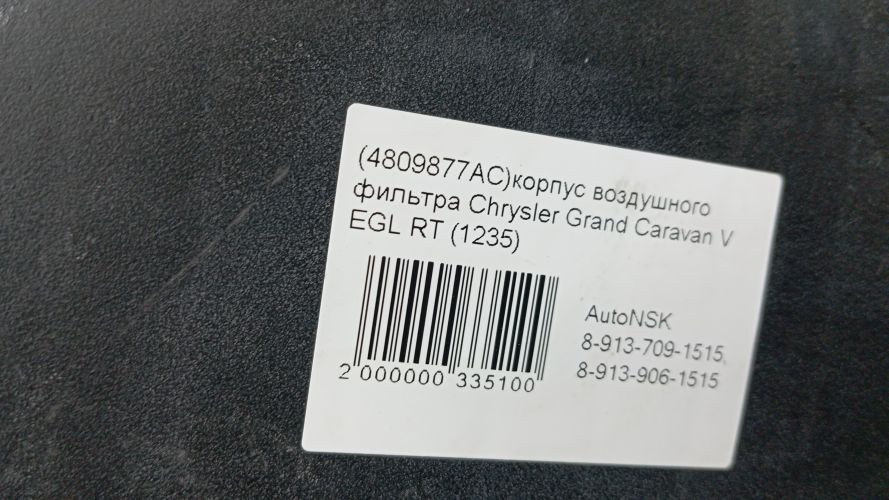 (4809877AC)корпус воздушного
фильтра Chrysler Grand Caravan V
EGL RT (1235)
AutoNSK
8-913-709-1515,
8-913-906-1515
2 000000 335100